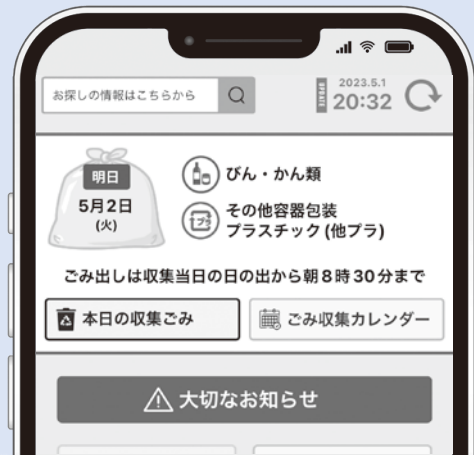 お探しの情報はこちらから
UPDATE
2023.5.1
20:32
明日
5月2日
(火)
びん・かん類
その他容器包装
プラスチック(他プラ)
ごみ出しは収集当日の日の出から朝8時30分まで
本日の収集ごみ
ごみ収集カレンダー
大切なお知らせ